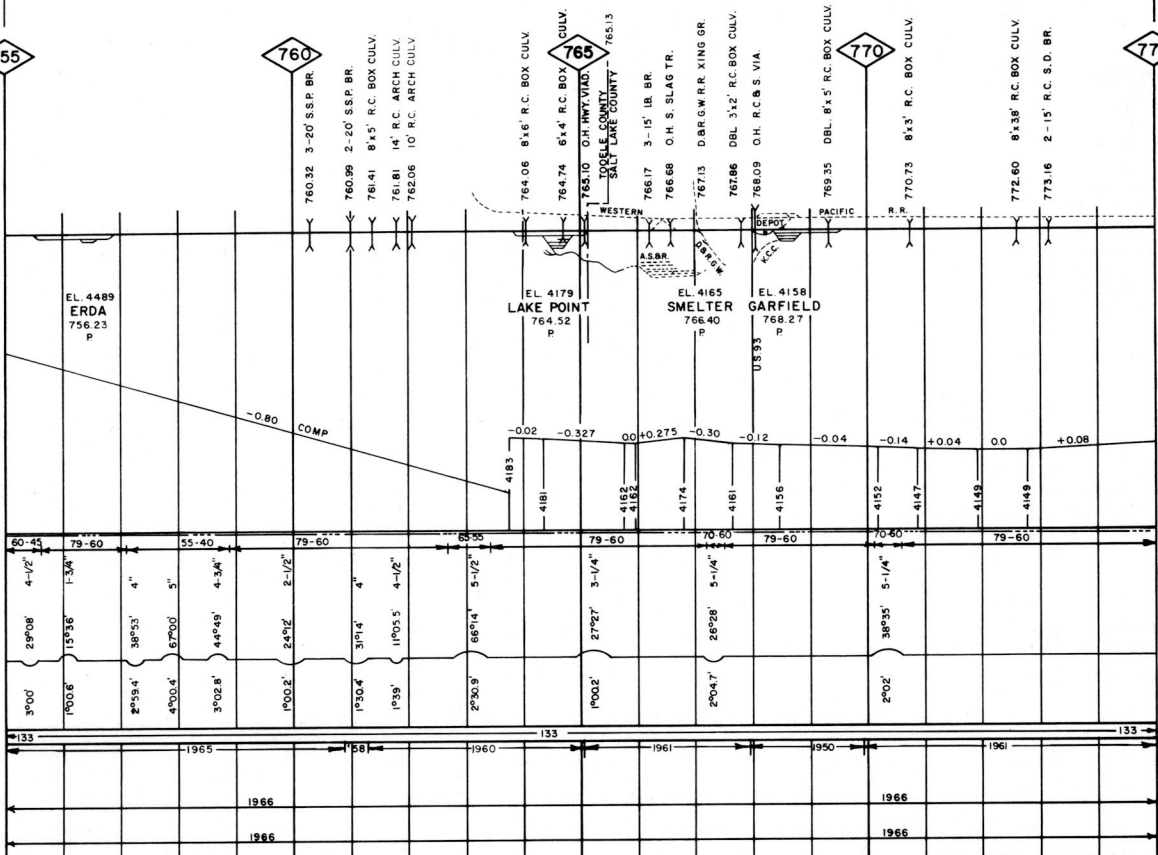 55
760
765
770
77
760.32 3-20' S.S.P. BR.
760.99 2-20' S.S.P. BR.
761.41 8'x5' R.C. BOX CULV.
761.81 14' R.C. ARCH CULV.
762.06 10' R.C. ARCH CULV.
764.06 8'x6' R.C. BOX CULV.
764.74 6'x4' R.C. BOX CULV.
765.10 O.H. HWY. VIAD.
TOOELE COUNTY
SALT LAKE COUNTY
765.13
766.17 3-15' I.B. BR.
766.68 O.H. S. SLAG TR.
767.13 D.&R.G.W. R.R. XING GR.
767.86 DBL 3'x2' R.C. BOX CULV.
768.09 O.H. R.C. & S. VIA.
769.35 DBL. 8'x5' R.C. BOX CULV.
770.73 8'x3' R.C. BOX CULV.
772.60 8'x3.8' R.C. BOX CULV.
773.16 2-15' R.C. S.D. BR.
WESTERN PACIFIC R.R.
DEPOT
A.S.&R.
D.&R.G.W.
K.C.C.
EL. 4489
ERDA
756.23
P.
EL. 4179
LAKE POINT
764.52
P.
EL. 4165
SMELTER
766.40
P.
EL. 4158
GARFIELD
768.27
P.
U.S. 93
-0.80 COMP
-0.02 -0.327 0.0 +0.275 -0.30 -0.12 -0.04 -0.14 +0.04 0.0 +0.08
4183 4181 4162 4162 4174 4161 4156 4152 4147 4149 4149
60-45 79-60 55-40 79-60 65-55 79-60 70-60 79-60 70-60 79-60
4-1/2" 1-3/4" 4" 5" 4-3/4" 2-1/2" 4" 4-1/2" 5-1/2" 3-1/4" 5-1/4" 5-1/4"
29°08' 15°36' 38°53' 67°00' 44°49' 24°12' 31°14' 11°05.5' 66°14' 27°27' 26°28' 38°35'
3°00' 1°00.6' 2°59.4' 4°00.4' 3°02.8' 1°00.2' 1°30.4' 1°39' 2°30.9' 1°00.2' 2°04.7' 2°02'
133 133 133
1965 '58 1960 1961 1950 1961
1966 1966
1966 1966